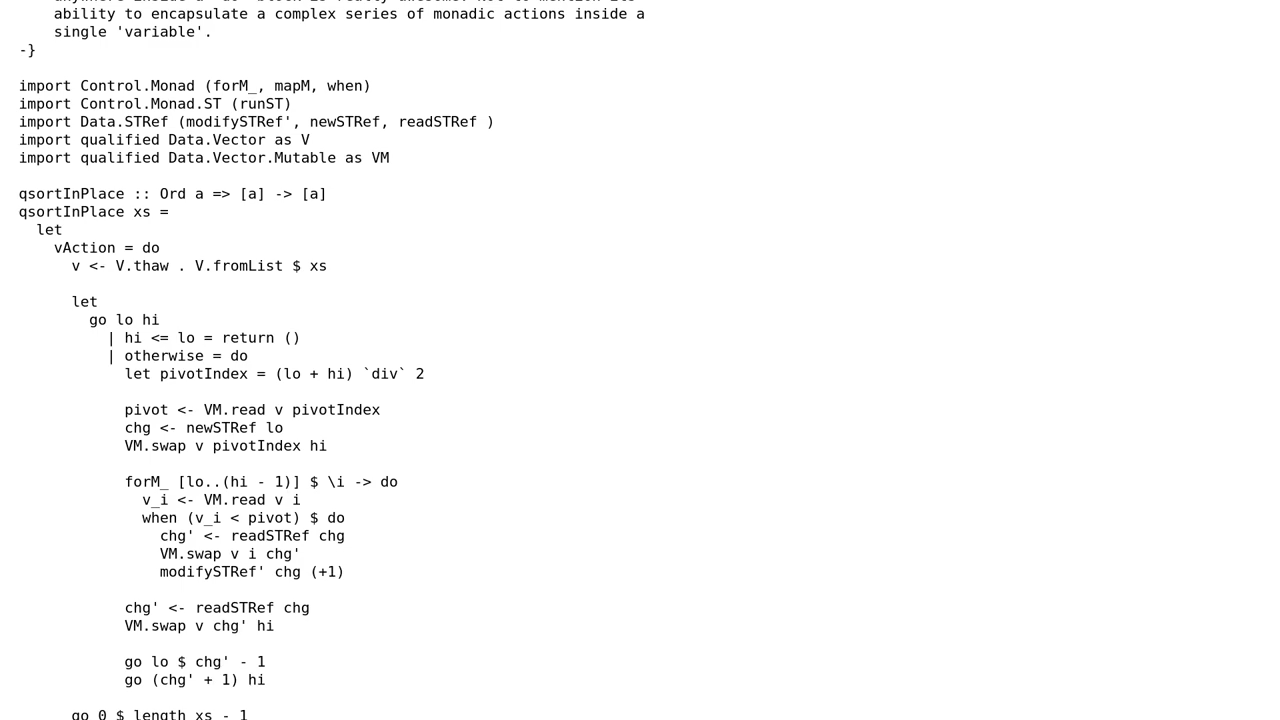 ability to encapsulate a complex series of monadic actions inside a
    single 'variable'.
-}

import Control.Monad (forM_, mapM, when)
import Control.Monad.ST (runST)
import Data.STRef (modifySTRef', newSTRef, readSTRef )
import qualified Data.Vector as V
import qualified Data.Vector.Mutable as VM

qsortInPlace :: Ord a => [a] -> [a]
qsortInPlace xs =
  let
    vAction = do
      v <- V.thaw . V.fromList $ xs

      let
        go lo hi
          | hi <= lo = return ()
          | otherwise = do
            let pivotIndex = (lo + hi) `div` 2

            pivot <- VM.read v pivotIndex
            chg <- newSTRef lo
            VM.swap v pivotIndex hi

            forM_ [lo..(hi - 1)] $ \i -> do
              v_i <- VM.read v i
              when (v_i < pivot) $ do
                chg' <- readSTRef chg
                VM.swap v i chg'
                modifySTRef' chg (+1)

            chg' <- readSTRef chg
            VM.swap v chg' hi

            go lo $ chg' - 1
            go (chg' + 1) hi

      go 0 $ length xs - 1